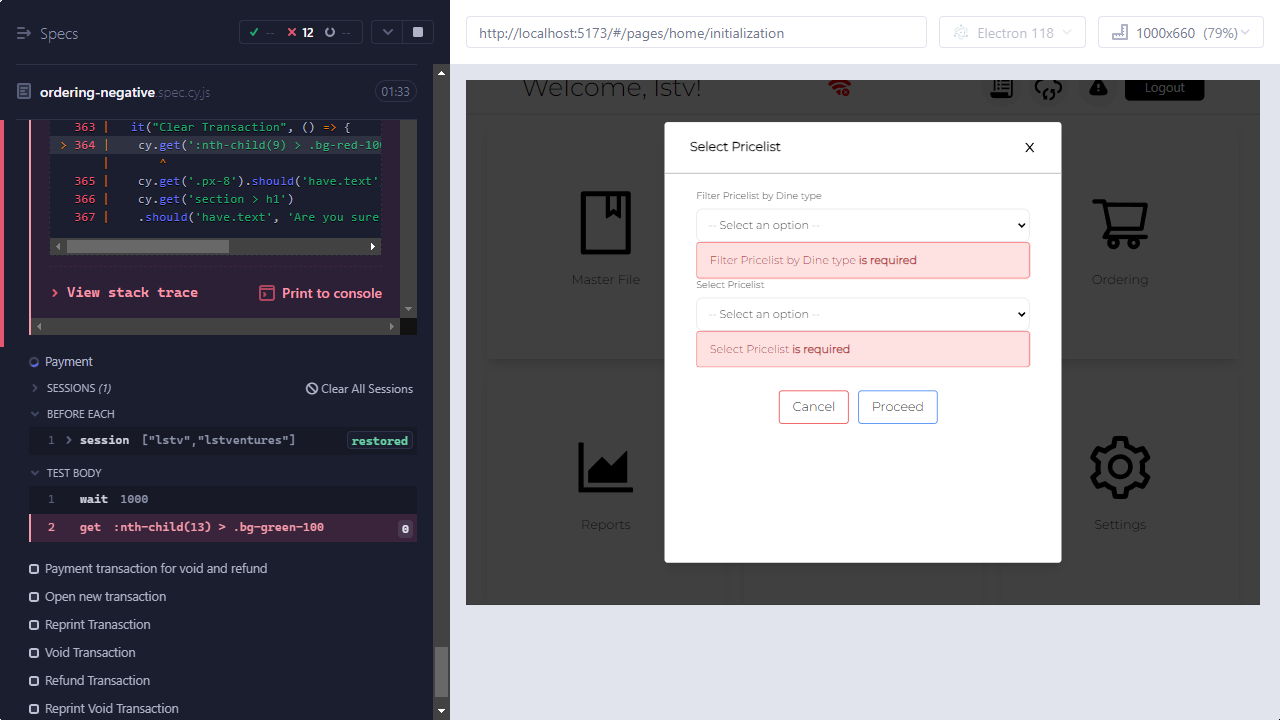 Specs
-- 12 --
ordering-negative.spec.cy.js 01:33
363 | it("Clear Transaction", () => {
> 364 | cy.get(':nth-child(9) > .bg-red-10
| ^
365 | cy.get('.px-8').should('have.text'
366 | cy.get('section > h1')
367 | .should('have.text', 'Are you sure
View stack trace
Print to console
Payment
SESSIONS (1)
Clear All Sessions
BEFORE EACH
1 session ["lstv","lstventures"] restored
TEST BODY
1 wait 1000
2 get :nth-child(13) > .bg-green-100 0
Payment transaction for void and refund
Open new transaction
Reprint Tranasction
Void Transaction
Refund Transaction
Reprint Void Transaction
http://localhost:5173/#/pages/home/initialization
Electron 118
1000x660 (79%)
Welcome, lstv!
Logout
Select Pricelist
X
Filter Pricelist by Dine type
-- Select an option --
Filter Pricelist by Dine type is required
Select Pricelist
-- Select an option --
Select Pricelist is required
Cancel
Proceed
Master File
Ordering
Reports
Settings